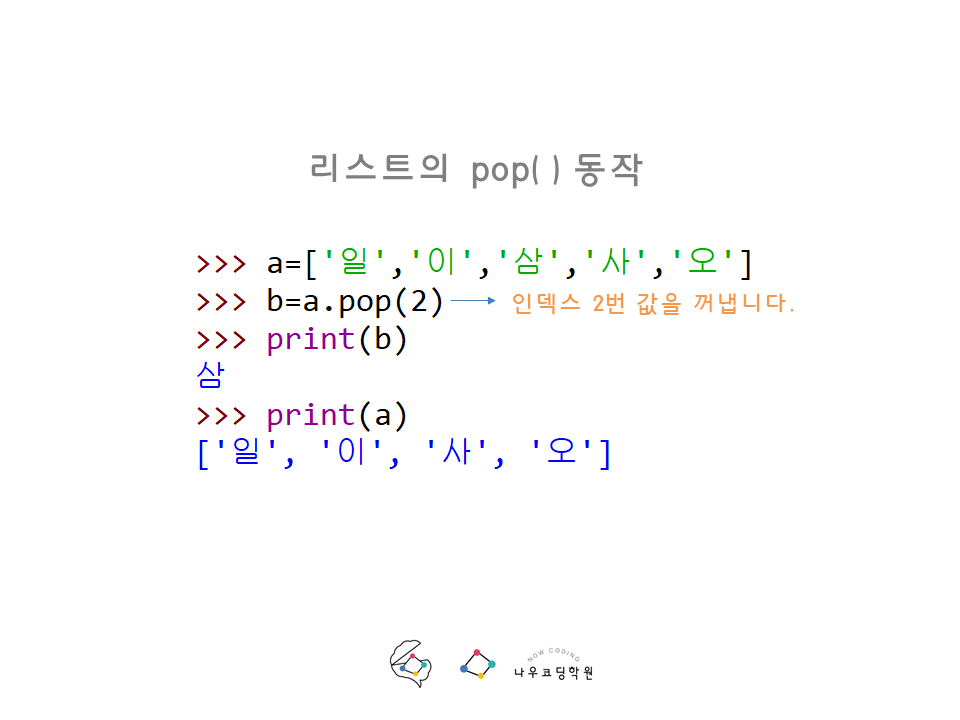 리스트의 pop( ) 동작
>>> a=['일','이','삼','사','오']
>>> b=a.pop(2) 인덱스 2번 값을 꺼냅니다.
>>> print(b)
삼
>>> print(a)
['일', '이', '사', '오']
NOW CODING
나우코딩학원